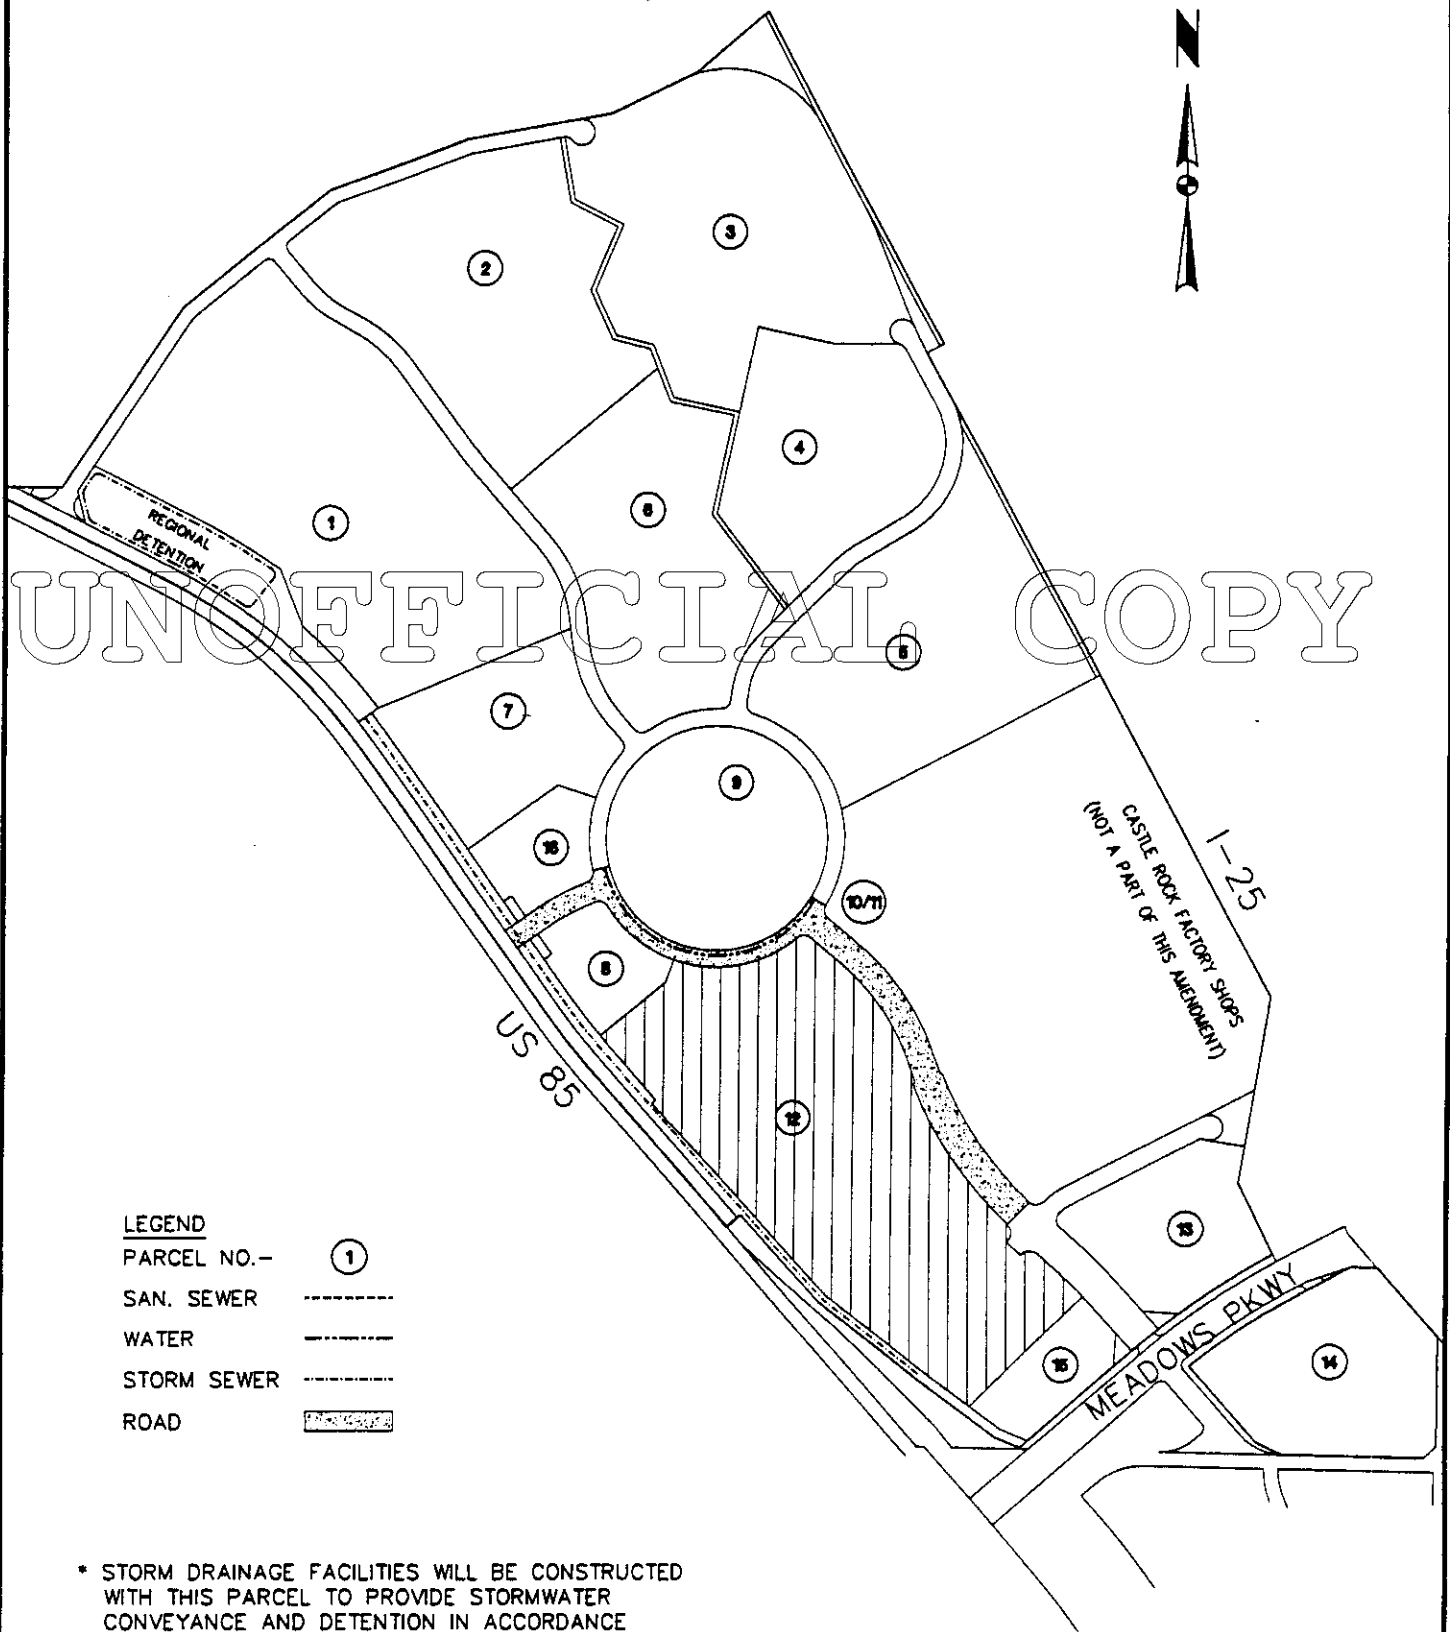 N
3
2
4
6
1
REGIONAL
DETENTION
UNOFFICIAL COPY
5
7
9
16
10/11
8
I-25
CASTLE ROCK FACTORY SHOPS
(NOT A PART OF THIS AMENDMENT)
US 85
12
13
MEADOWS PKWY
15
14
LEGEND
PARCEL NO.- 1
SAN. SEWER
WATER
STORM SEWER
ROAD
* STORM DRAINAGE FACILITIES WILL BE CONSTRUCTED
WITH THIS PARCEL TO PROVIDE STORMWATER
CONVEYANCE AND DETENTION IN ACCORDANCE